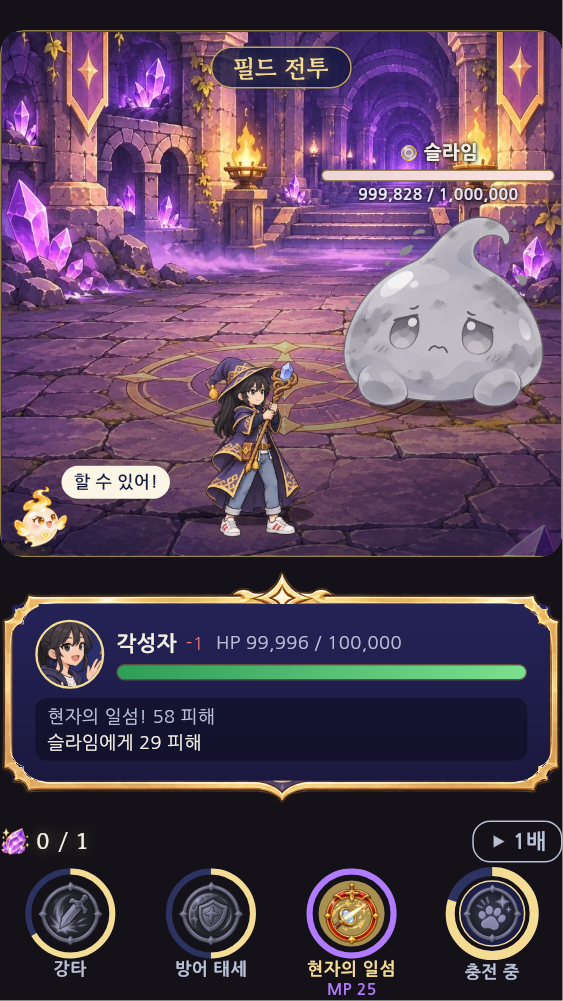 필드 전투
슬라임
999,828 / 1,000,000
할 수 있어!
각성자 -1 HP 99,996 / 100,000
현자의 일섬! 58 피해
슬라임에게 29 피해
0 / 1
▶ 1배
강타
방어 태세
현자의 일섬
MP 25
충전 중